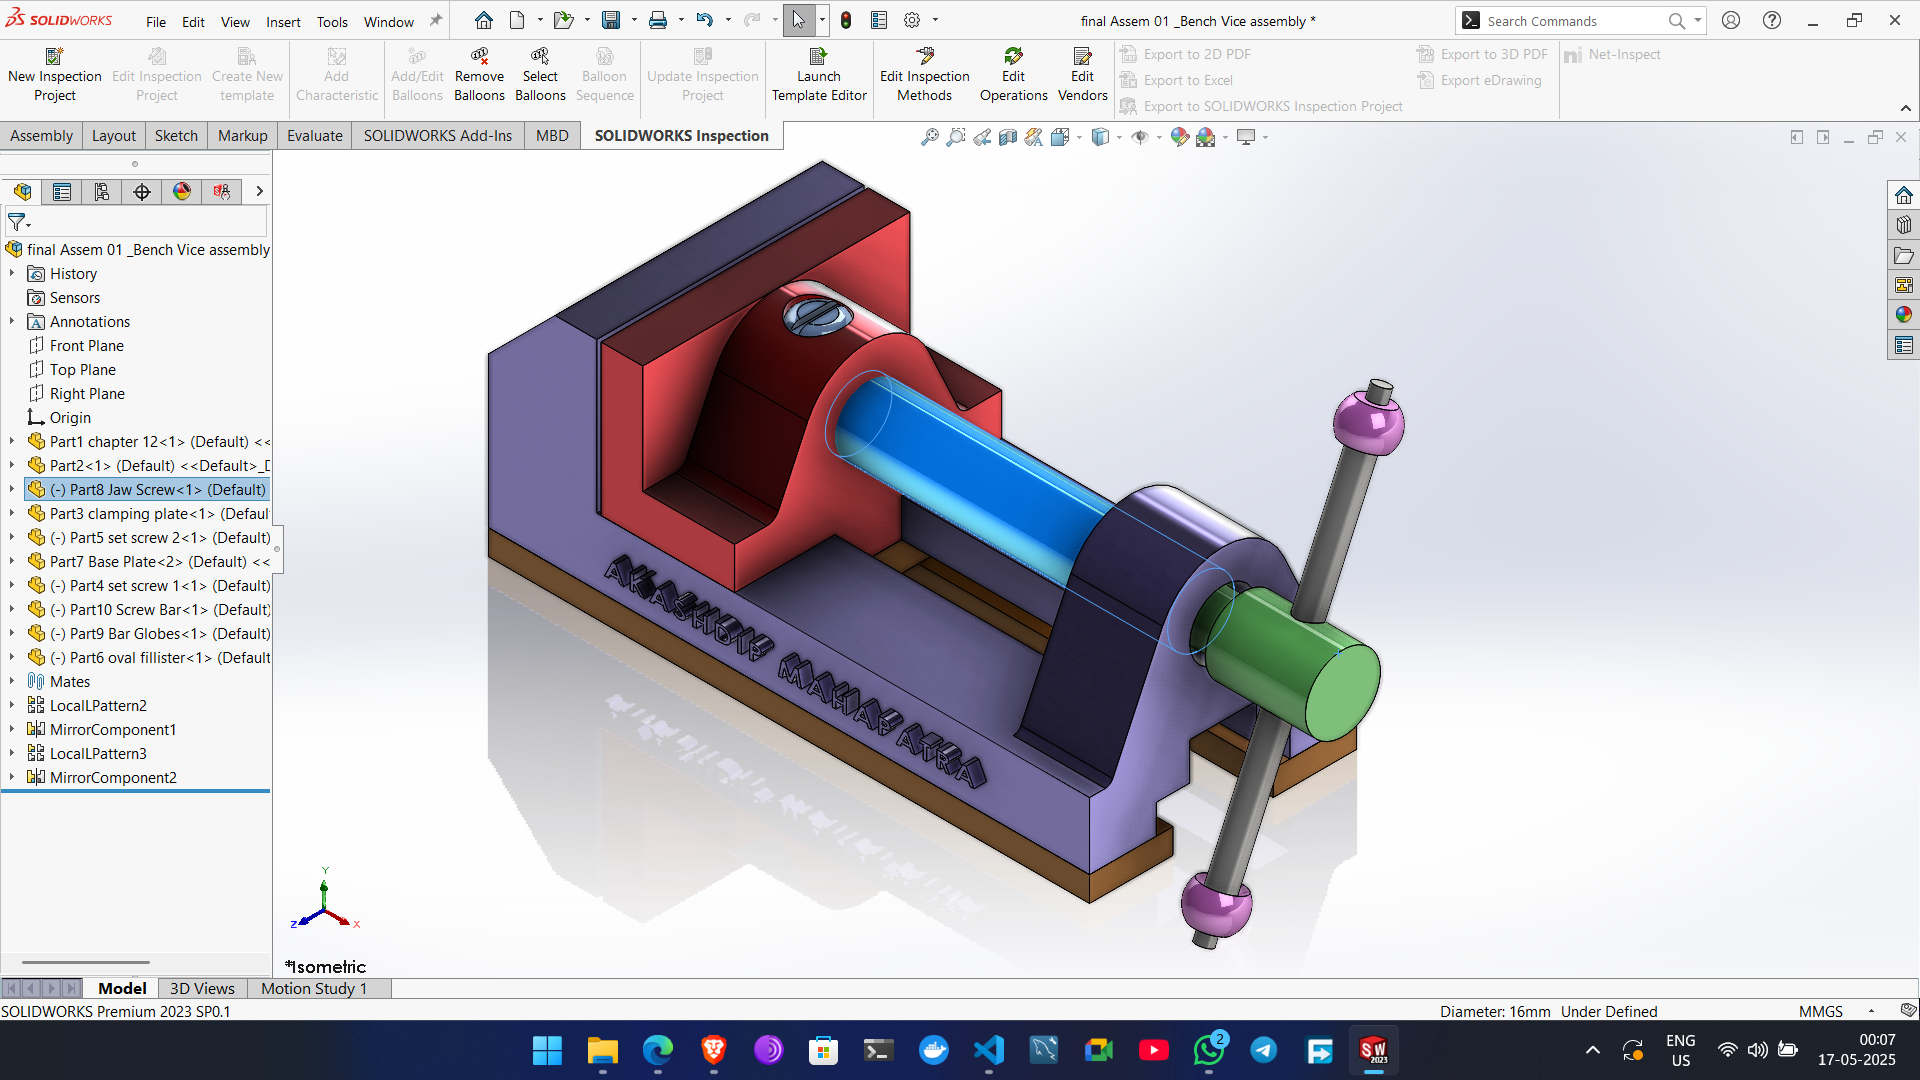 SOLIDWORKS
File Edit View Insert Tools Window
final Assem 01 _Bench Vice assembly *
Search Commands
New Inspection Project
Edit Inspection Project
Create New template
Add Characteristic
Add/Edit Balloons
Remove Balloons
Select Balloons
Balloon Sequence
Update Inspection Project
Launch Template Editor
Edit Inspection Methods
Edit Operations
Edit Vendors
Export to 2D PDF
Export to Excel
Export to SOLIDWORKS Inspection Project
Export to 3D PDF
Export eDrawing
Net-Inspect
Assembly Layout Sketch Markup Evaluate SOLIDWORKS Add-Ins MBD SOLIDWORKS Inspection
final Assem 01 _Bench Vice assembly
History
Sensors
Annotations
Front Plane
Top Plane
Right Plane
Origin
Part1 chapter 12<1> (Default) <<
Part2<1> (Default) <<Default>_D
(-) Part8 Jaw Screw<1> (Default)
Part3 clamping plate<1> (Defaul
(-) Part5 set screw 2<1> (Default)
Part7 Base Plate<2> (Default) <<
(-) Part4 set screw 1<1> (Default)
(-) Part10 Screw Bar<1> (Default)
(-) Part9 Bar Globes<1> (Default)
(-) Part6 oval fillister<1> (Default
Mates
LocalLPattern2
MirrorComponent1
LocalLPattern3
MirrorComponent2
AKASHDIP MAHAPATRA
Y
Z
X
*Isometric
Model 3D Views Motion Study 1
SOLIDWORKS Premium 2023 SP0.1
Diameter: 16mm Under Defined
MMGS
2
SW
2023
ENG
US
00:07
17-05-2025